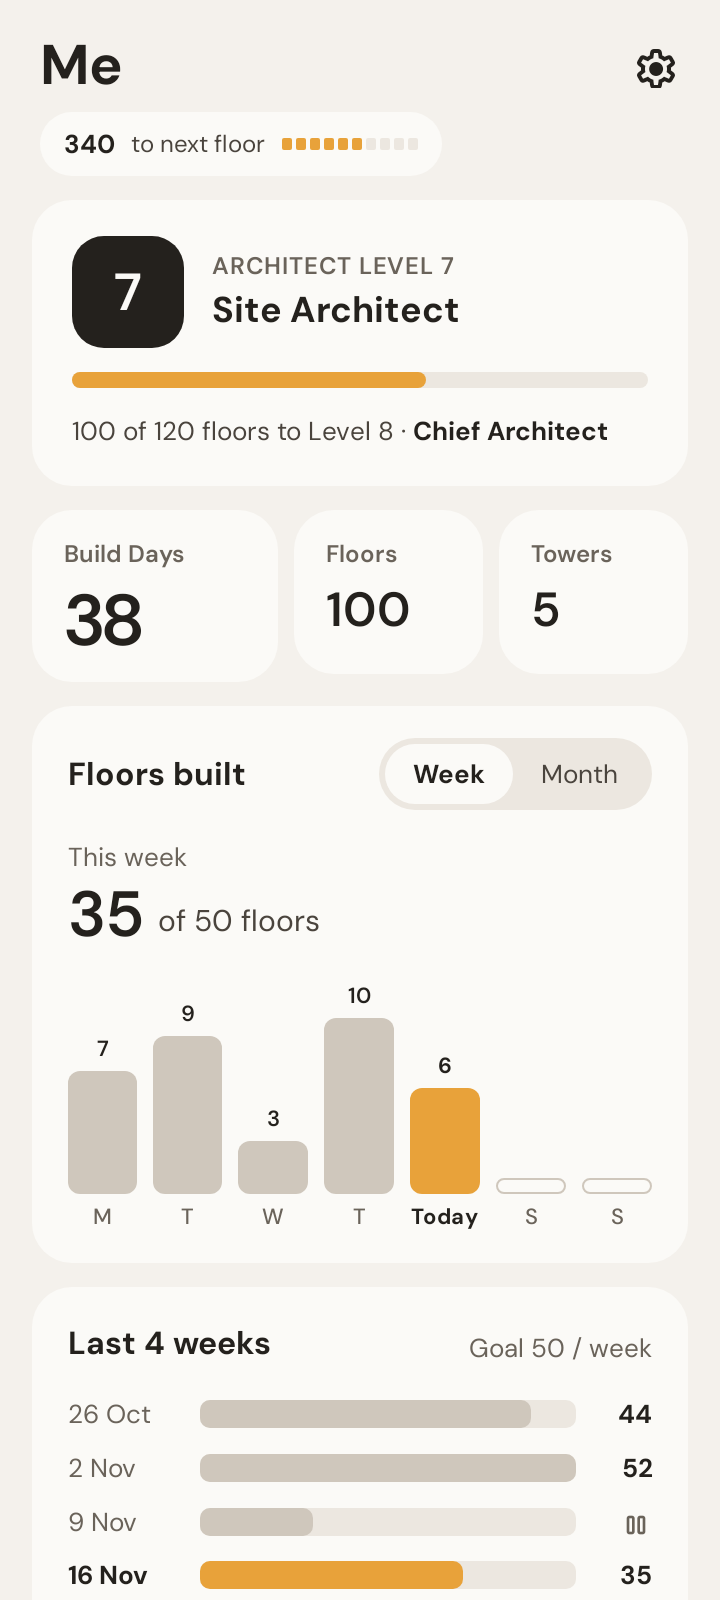 Me
340 to next floor
7
ARCHITECT LEVEL 7
Site Architect
100 of 120 floors to Level 8 · Chief Architect
Build Days
38
Floors
100
Towers
5
Floors built
Week
Month
This week
35 of 50 floors
7
9
3
10
6
M
T
W
T
Today
S
S
Last 4 weeks
Goal 50 / week
26 Oct
44
2 Nov
52
9 Nov
16 Nov
35